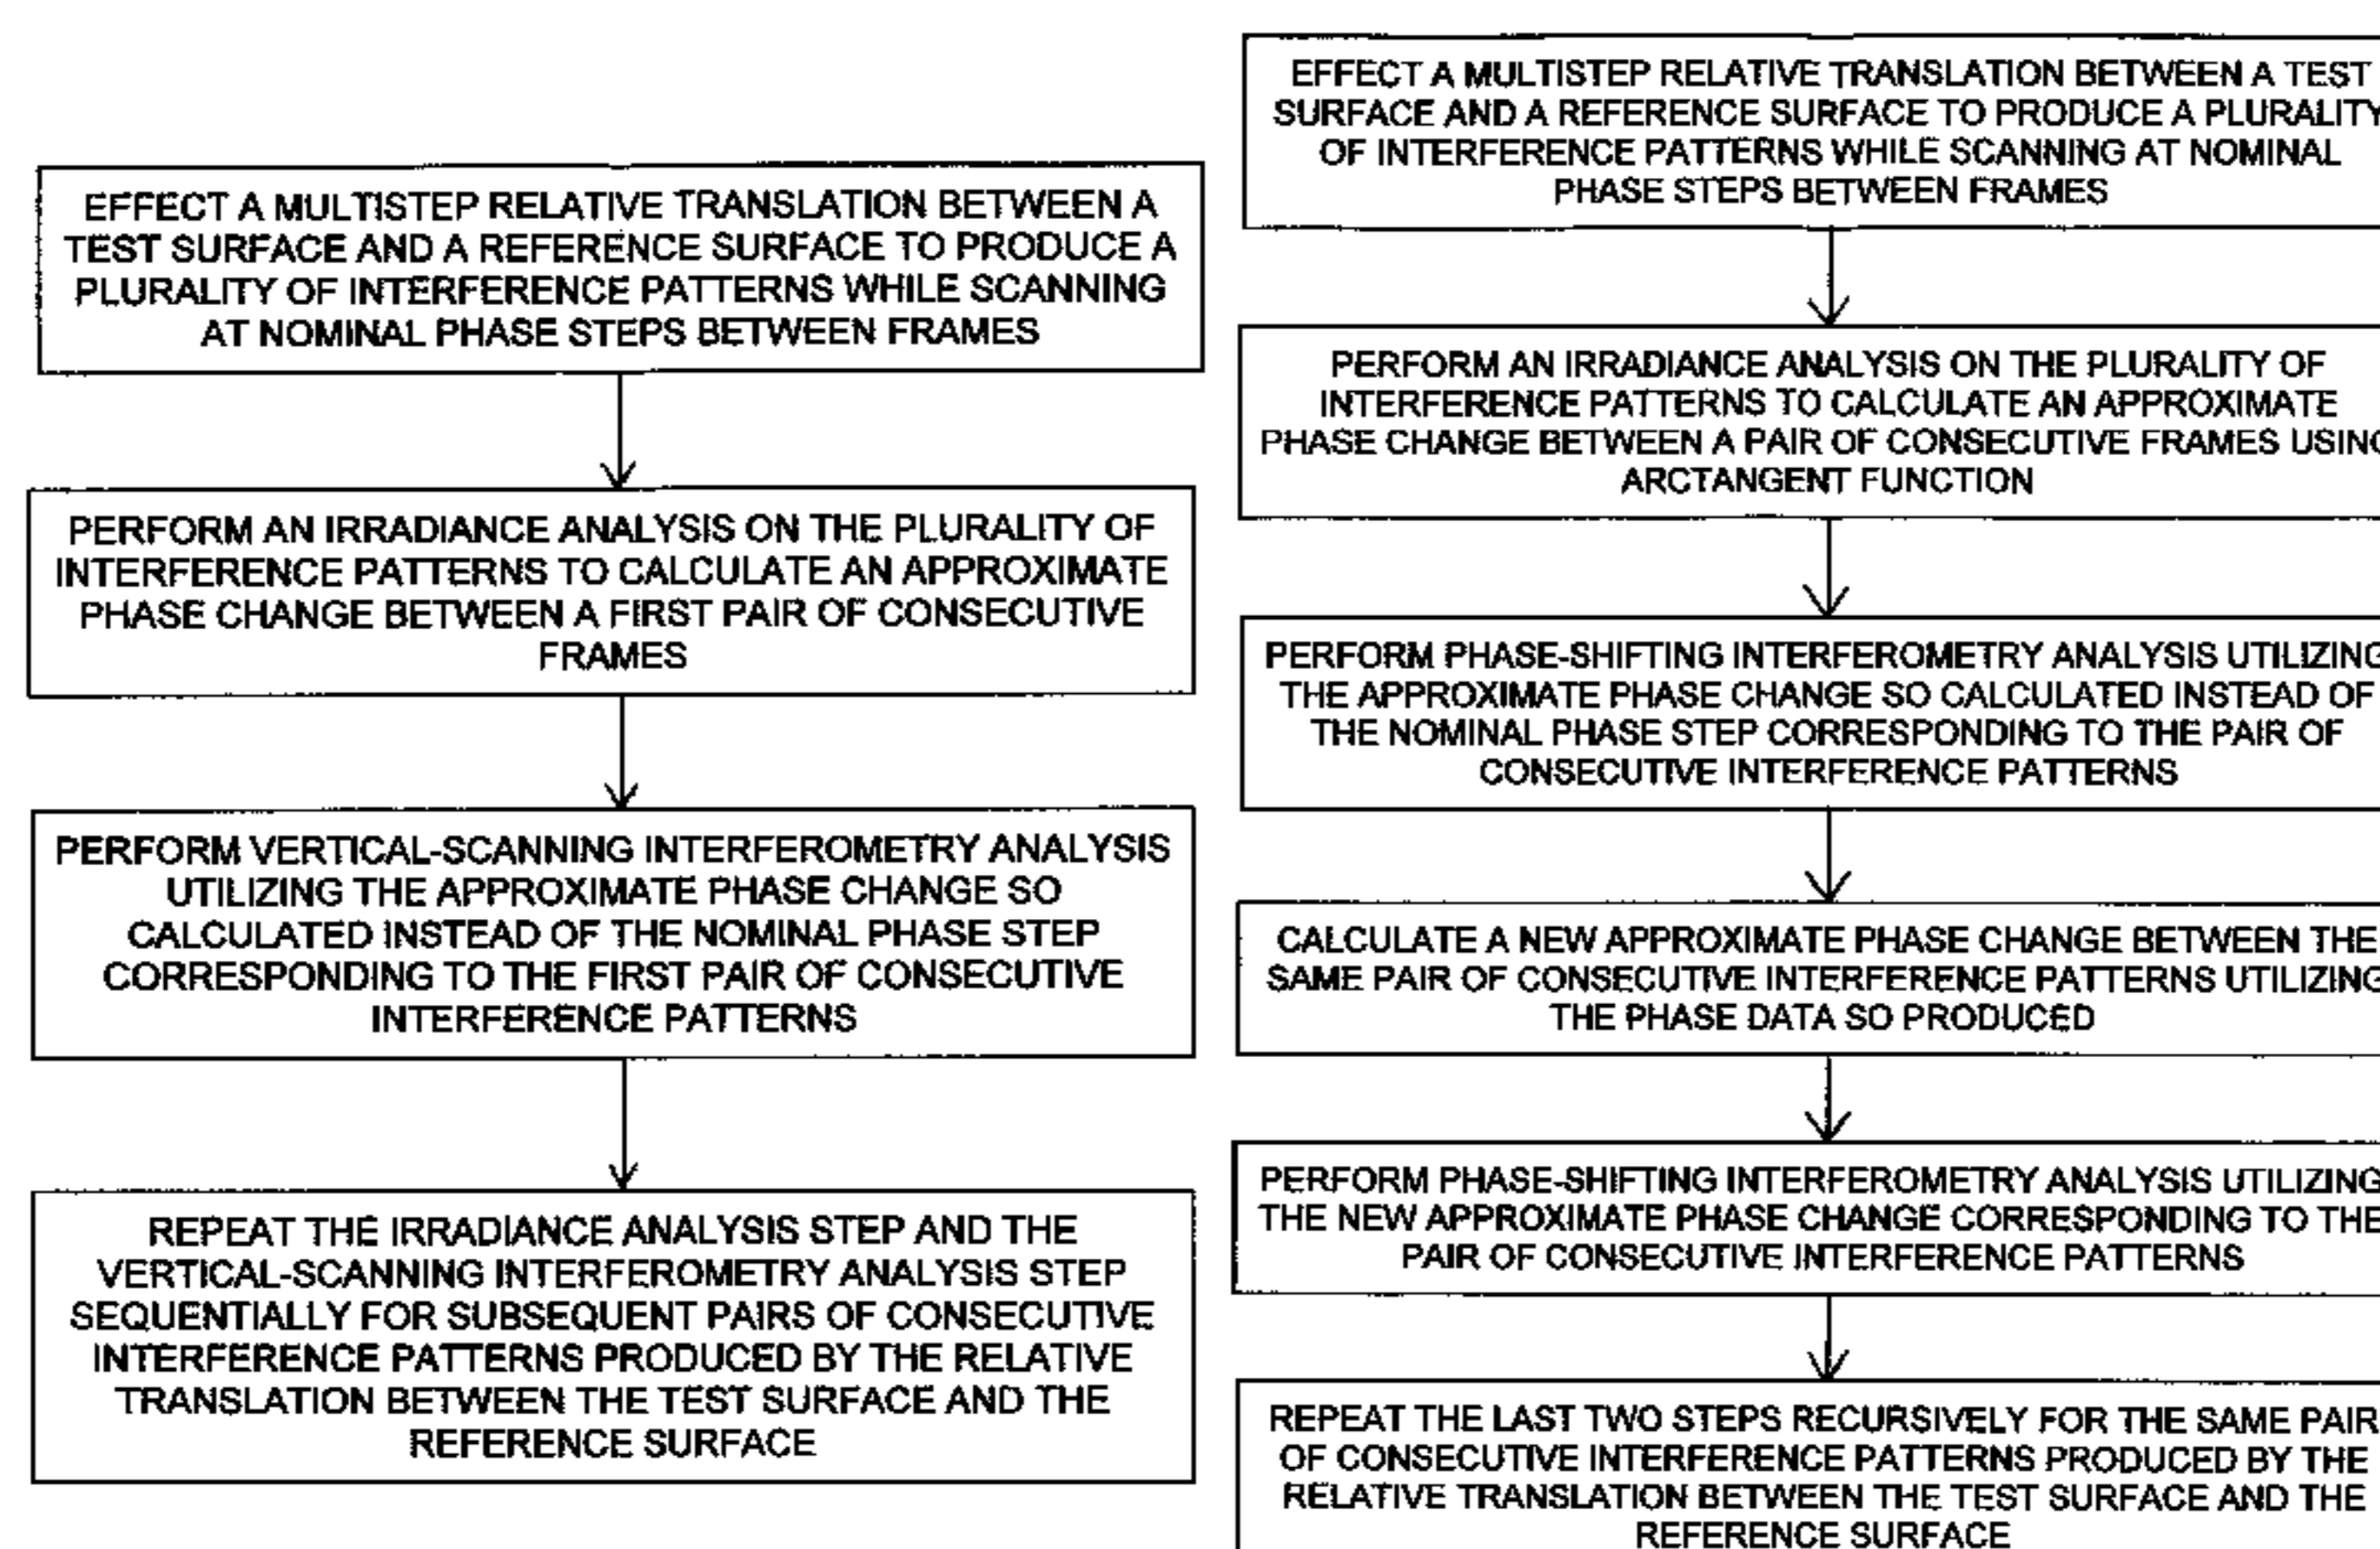 EFFECT A MULTISTEP RELATIVE TRANSLATION BETWEEN A
TEST SURFACE AND A REFERENCE SURFACE TO PRODUCE A
PLURALITY OF INTERFERENCE PATTERNS WHILE SCANNING
AT NOMINAL PHASE STEPS BETWEEN FRAMES
PERFORM AN IRRADIANCE ANALYSIS ON THE PLURALITY OF
INTERFERENCE PATTERNS TO CALCULATE AN APPROXIMATE
PHASE CHANGE BETWEEN A FIRST PAIR OF CONSECUTIVE
FRAMES
PERFORM VERTICAL-SCANNING INTERFEROMETRY ANALYSIS
UTILIZING THE APPROXIMATE PHASE CHANGE SO
CALCULATED INSTEAD OF THE NOMINAL PHASE STEP
CORRESPONDING TO THE FIRST PAIR OF CONSECUTIVE
INTERFERENCE PATTERNS
REPEAT THE IRRADIANCE ANALYSIS STEP AND THE
VERTICAL-SCANNING INTERFEROMETRY ANALYSIS STEP
SEQUENTIALLY FOR SUBSEQUENT PAIRS OF CONSECUTIVE
INTERFERENCE PATTERNS PRODUCED BY THE RELATIVE
TRANSLATION BETWEEN THE TEST SURFACE AND THE
REFERENCE SURFACE
EFFECT A MULTISTEP RELATIVE TRANSLATION BETWEEN A TEST
SURFACE AND A REFERENCE SURFACE TO PRODUCE A PLURALITY
OF INTERFERENCE PATTERNS WHILE SCANNING AT NOMINAL
PHASE STEPS BETWEEN FRAMES
PERFORM AN IRRADIANCE ANALYSIS ON THE PLURALITY OF
INTERFERENCE PATTERNS TO CALCULATE AN APPROXIMATE
PHASE CHANGE BETWEEN A PAIR OF CONSECUTIVE FRAMES USING
ARCTANGENT FUNCTION
PERFORM PHASE-SHIFTING INTERFEROMETRY ANALYSIS UTILIZING
THE APPROXIMATE PHASE CHANGE SO CALCULATED INSTEAD OF
THE NOMINAL PHASE STEP CORRESPONDING TO THE PAIR OF
CONSECUTIVE INTERFERENCE PATTERNS
CALCULATE A NEW APPROXIMATE PHASE CHANGE BETWEEN THE
SAME PAIR OF CONSECUTIVE INTERFERENCE PATTERNS UTILIZING
THE PHASE DATA SO PRODUCED
PERFORM PHASE-SHIFTING INTERFEROMETRY ANALYSIS UTILIZING
THE NEW APPROXIMATE PHASE CHANGE CORRESPONDING TO THE
PAIR OF CONSECUTIVE INTERFERENCE PATTERNS
REPEAT THE LAST TWO STEPS RECURSIVELY FOR THE SAME PAIR
OF CONSECUTIVE INTERFERENCE PATTERNS PRODUCED BY THE
RELATIVE TRANSLATION BETWEEN THE TEST SURFACE AND THE
REFERENCE SURFACE